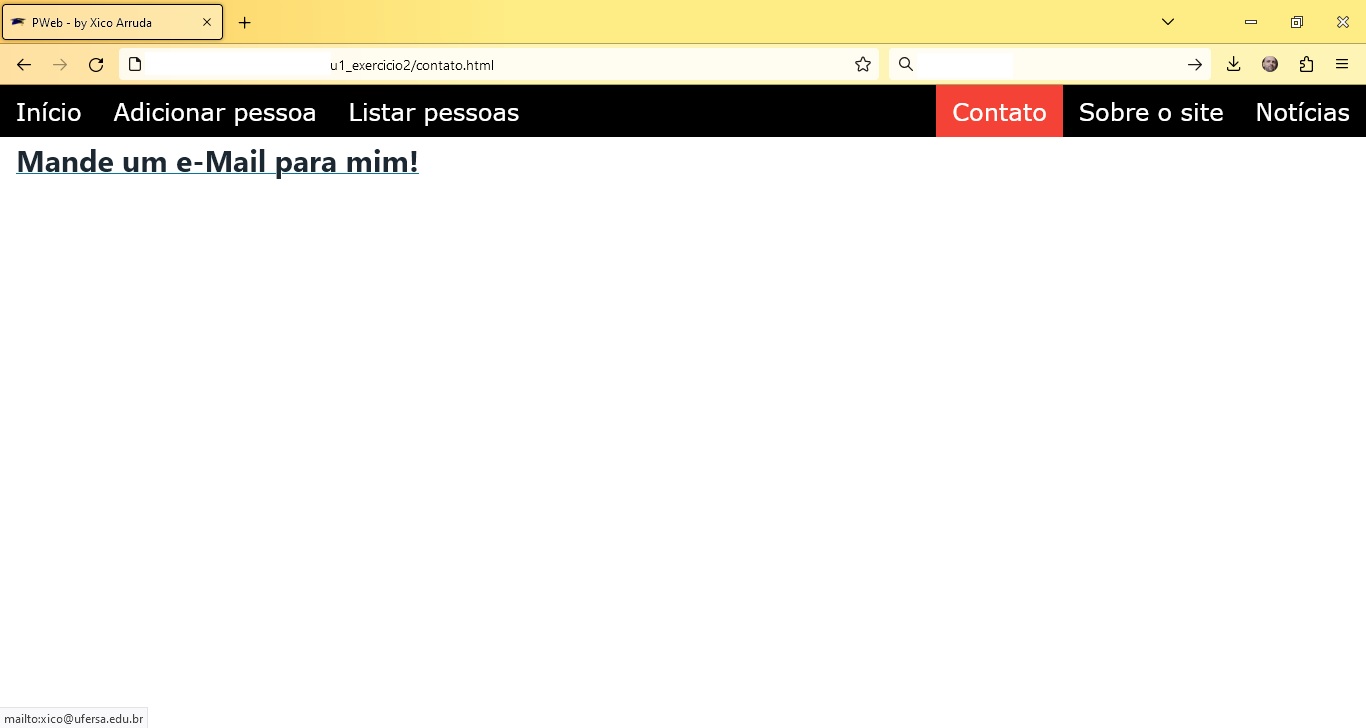 PWeb - by Xico Arruda
u1_exercicio2/contato.html
Início Adicionar pessoa Listar pessoas Contato Sobre o site Notícias
Mande um e-Mail para mim!
mailto:xico@ufersa.edu.br